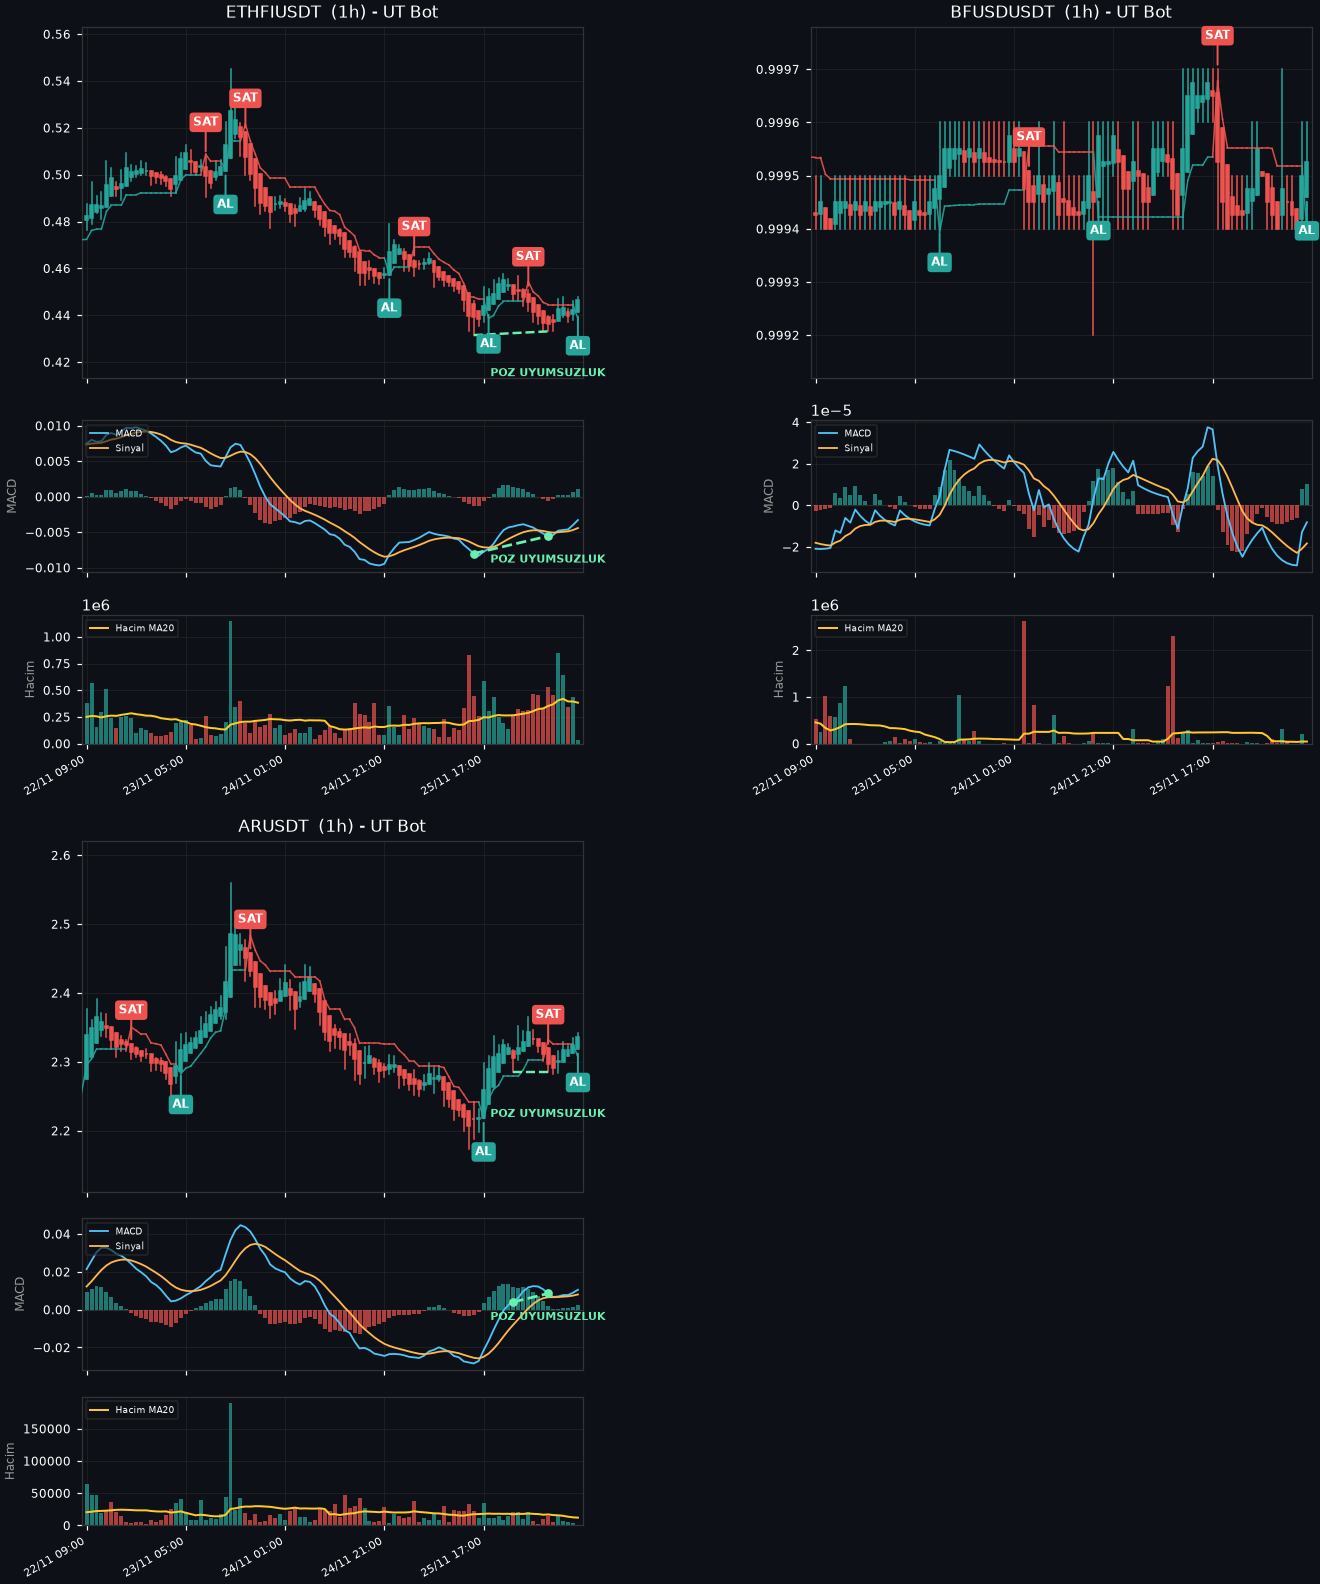 ETHFIUSDT  (1h) - UT Bot
0.56
0.54
0.52
0.50
0.48
0.46
0.44
0.42
SAT
SAT
AL
AL
SAT
AL
SAT
AL
POZ UYUMSUZLUK
MACD
0.010
0.005
0.000
−0.005
−0.010
MACD
Sinyal
POZ UYUMSUZLUK
1e6
Hacim
1.00
0.75
0.50
0.25
0.00
Hacim MA20
22/11 09:00
23/11 05:00
24/11 01:00
24/11 21:00
25/11 17:00
BFUSDUSDT  (1h) - UT Bot
0.9997
0.9996
0.9995
0.9994
0.9993
0.9992
AL
SAT
AL
SAT
AL
1e−5
MACD
4
2
0
−2
MACD
Sinyal
1e6
Hacim
2
1
0
Hacim MA20
22/11 09:00
23/11 05:00
24/11 01:00
24/11 21:00
25/11 17:00
ARUSDT  (1h) - UT Bot
2.6
2.5
2.4
2.3
2.2
SAT
AL
SAT
AL
SAT
AL
POZ UYUMSUZLUK
MACD
0.04
0.02
0.00
−0.02
MACD
Sinyal
POZ UYUMSUZLUK
Hacim
150000
100000
50000
0
Hacim MA20
22/11 09:00
23/11 05:00
24/11 01:00
24/11 21:00
25/11 17:00